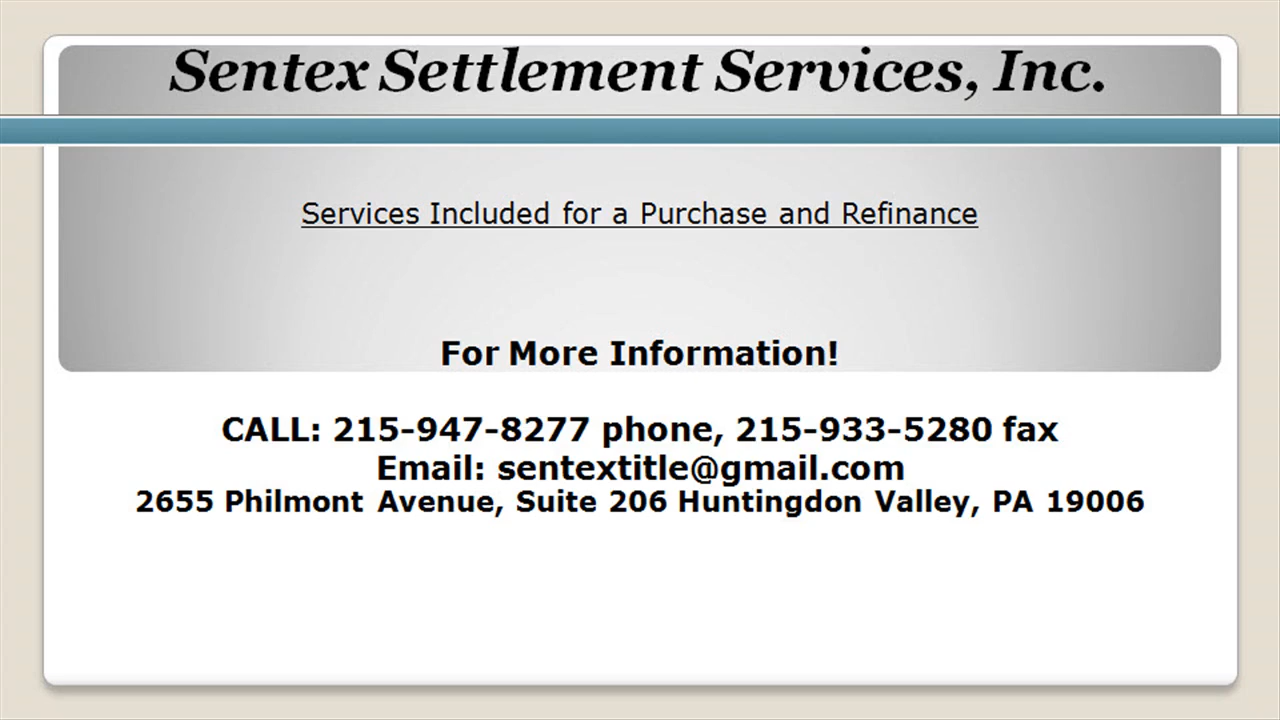 Sentex Settlement Services, Inc.
Services Included for a Purchase and Refinance
For More Information!
CALL: 215-947-8277 phone, 215-933-5280 fax
Email: sentextitle@gmail.com
2655 Philmont Avenue, Suite 206 Huntingdon Valley, PA 19006